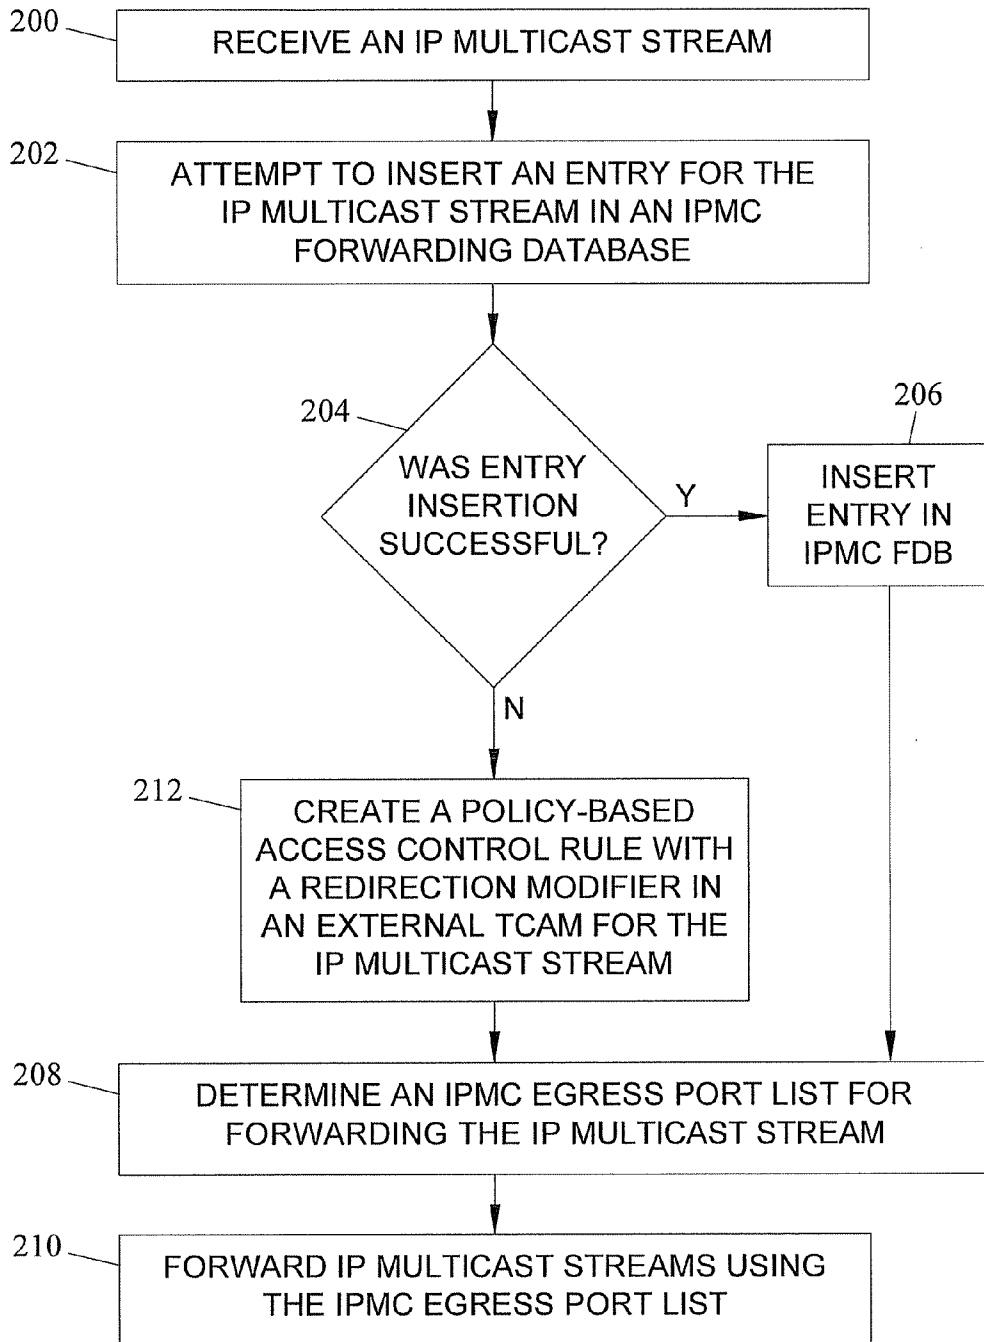 200
RECEIVE AN IP MULTICAST STREAM
202
ATTEMPT TO INSERT AN ENTRY FOR THE
IP MULTICAST STREAM IN AN IPMC
FORWARDING DATABASE
204
WAS ENTRY
INSERTION
SUCCESSFUL?
Y
206
INSERT
ENTRY IN
IPMC FDB
N
212
CREATE A POLICY-BASED
ACCESS CONTROL RULE WITH
A REDIRECTION MODIFIER IN
AN EXTERNAL TCAM FOR THE
IP MULTICAST STREAM
208
DETERMINE AN IPMC EGRESS PORT LIST FOR
FORWARDING THE IP MULTICAST STREAM
210
FORWARD IP MULTICAST STREAMS USING
THE IPMC EGRESS PORT LIST